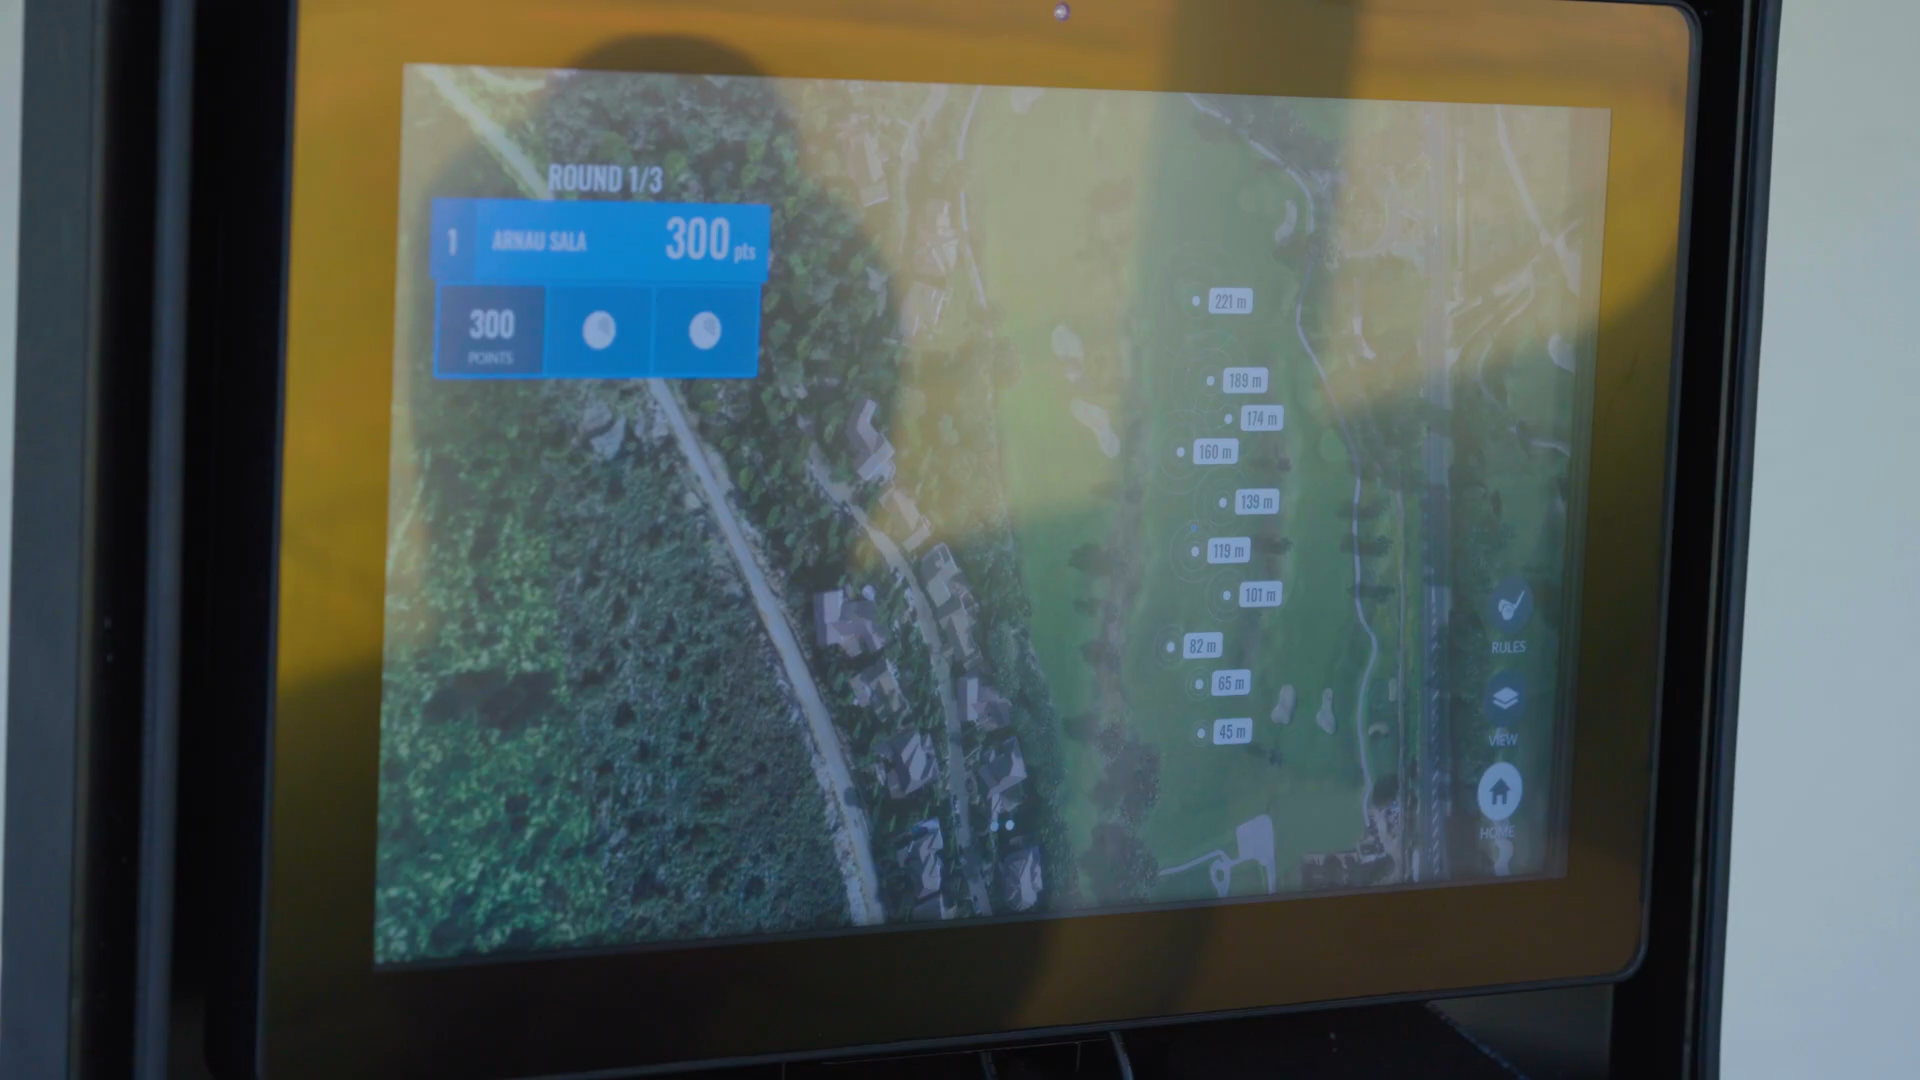 ROUND 1/3
1 ARNAU SALA 300 pts
300
POINTS
221 m
189 m
174 m
160 m
139 m
119 m
101 m
82 m
65 m
45 m
RULES
VIEW
HOME